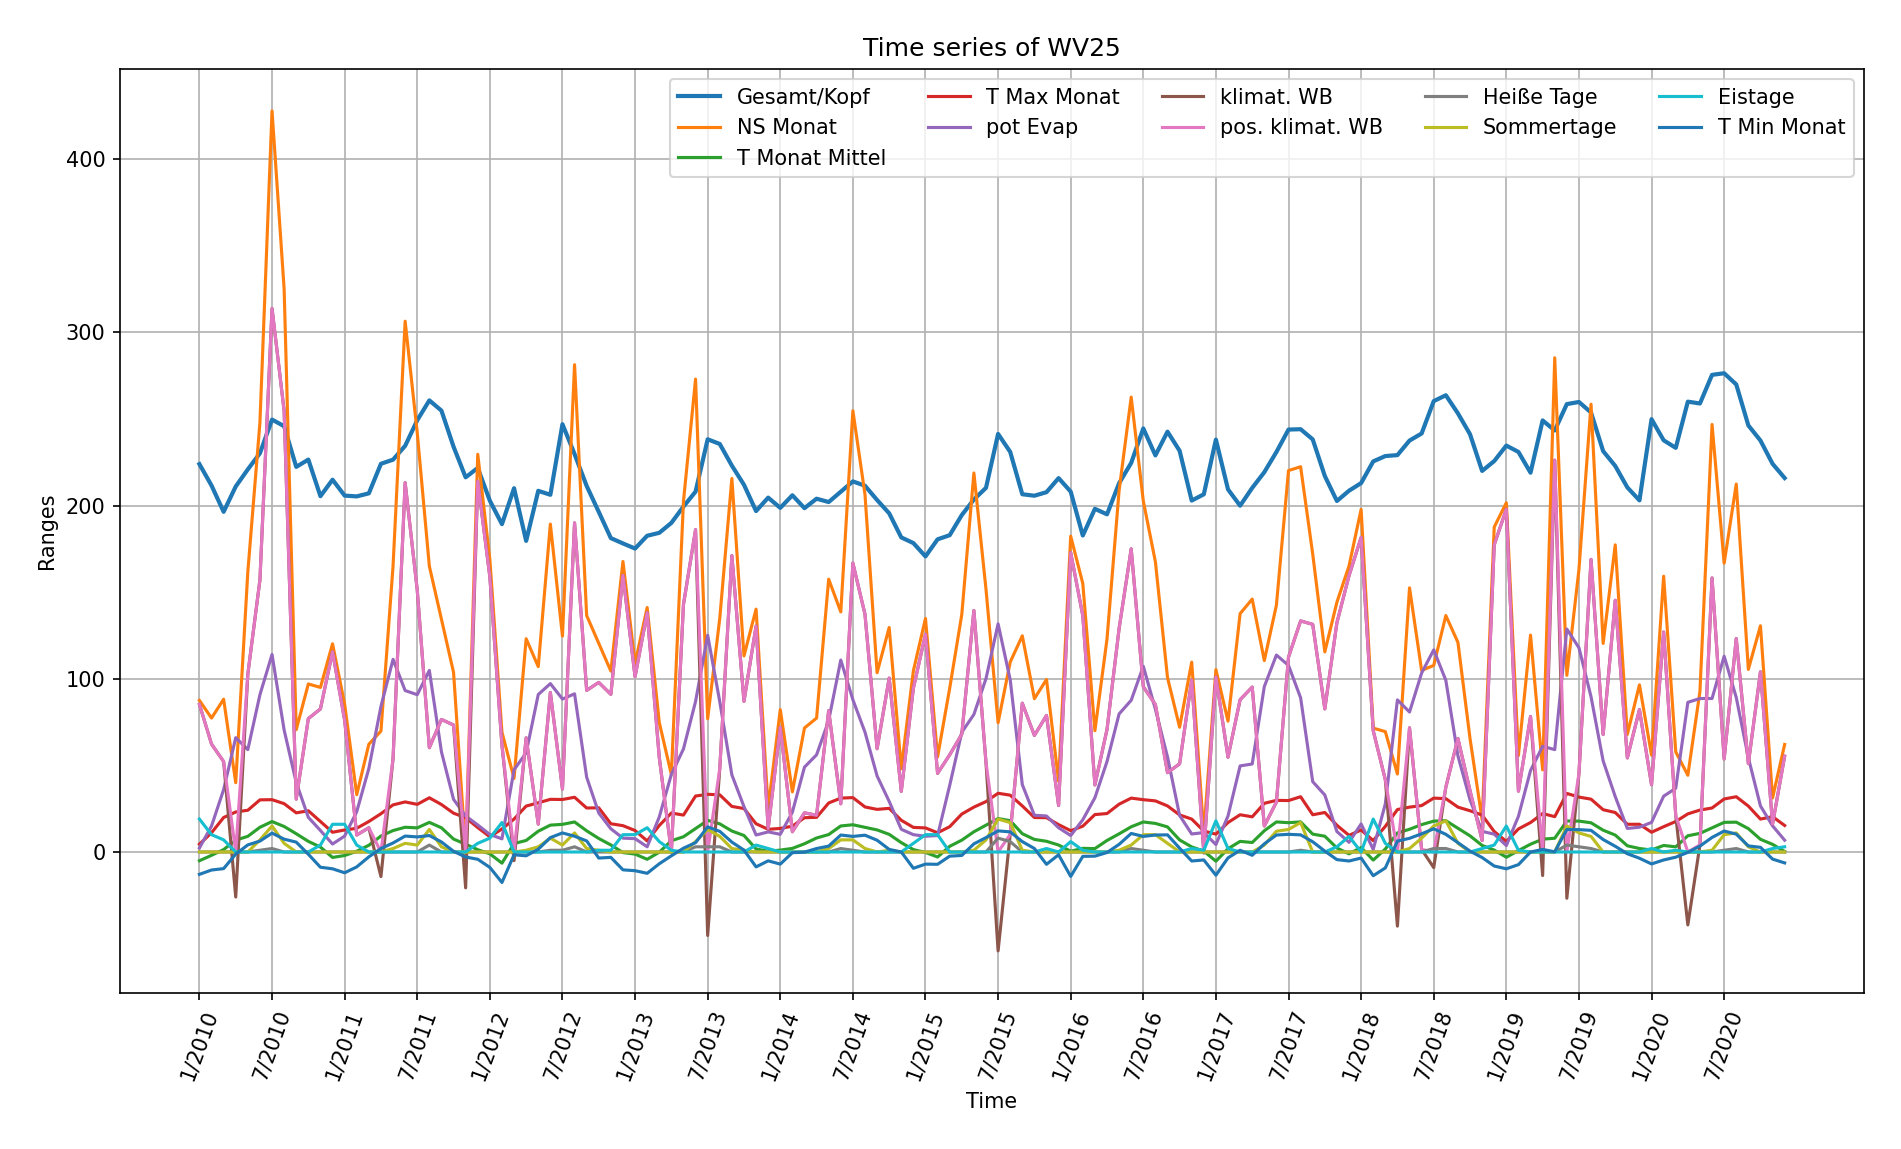 Time series of WV25
Gesamt/Kopf
NS Monat
T Monat Mittel
T Max Monat
pot Evap
klimat. WB
pos. klimat. WB
Heiße Tage
Sommertage
Eistage
T Min Monat
Ranges
400
300
200
100
0
1/2010
7/2010
1/2011
7/2011
1/2012
7/2012
1/2013
7/2013
1/2014
7/2014
1/2015
7/2015
1/2016
7/2016
1/2017
7/2017
1/2018
7/2018
1/2019
7/2019
1/2020
7/2020
Time